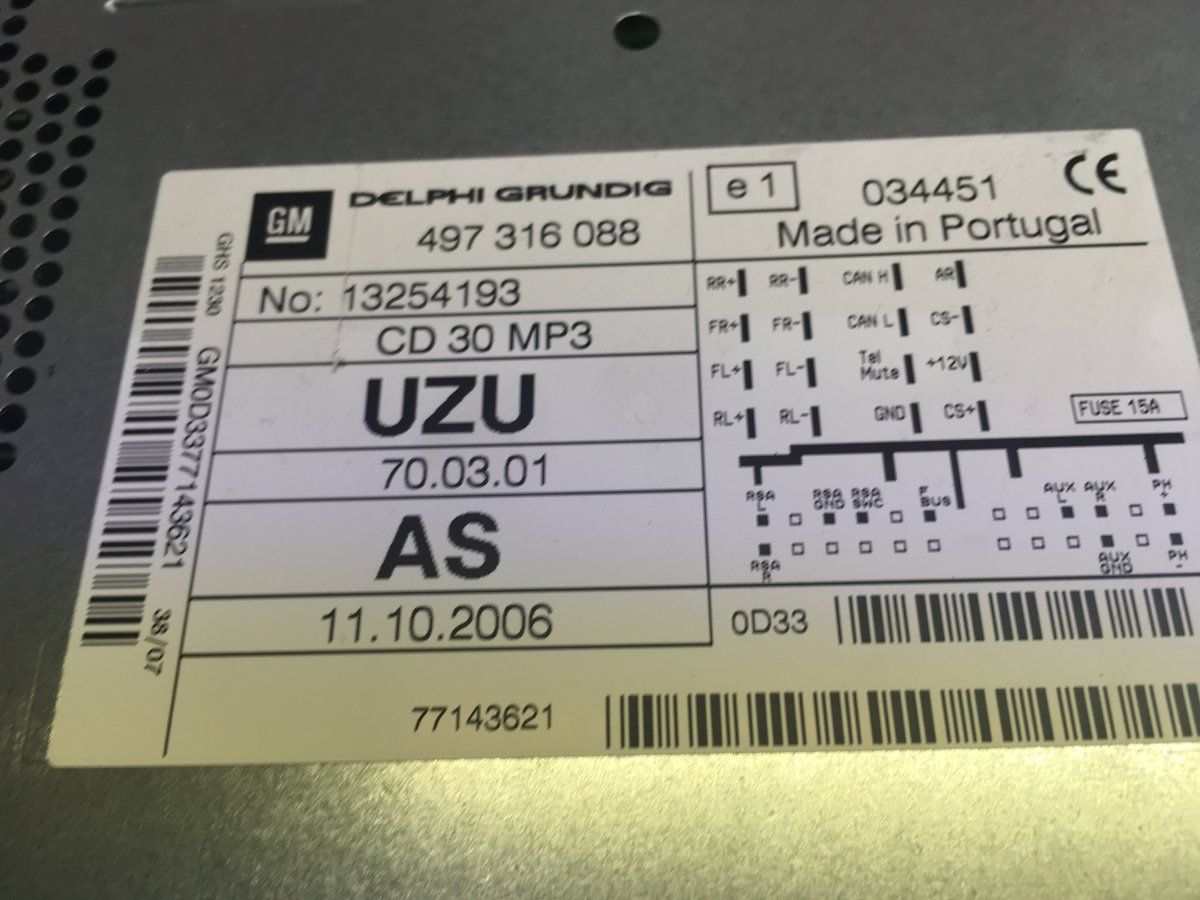 GM
DELPHI GRUNDIG
497 316 088
e 1
034451
CE
Made in Portugal
No: 13254193
CD 30 MP3
UZU
70.03.01
AS
11.10.2006
77143621
GHS 1230
GM0D3377143621
38/07
RR+ RR- CAN H AR
FR+ FR- CAN L CS-
FL+ FL- Tel Mute +12V
RL+ RL- GND CS+
FUSE 15A
RSA L RSA GND RSA SWC F BUS AUX L AUX R PH +
RSA R AUX GND PH -
0D33